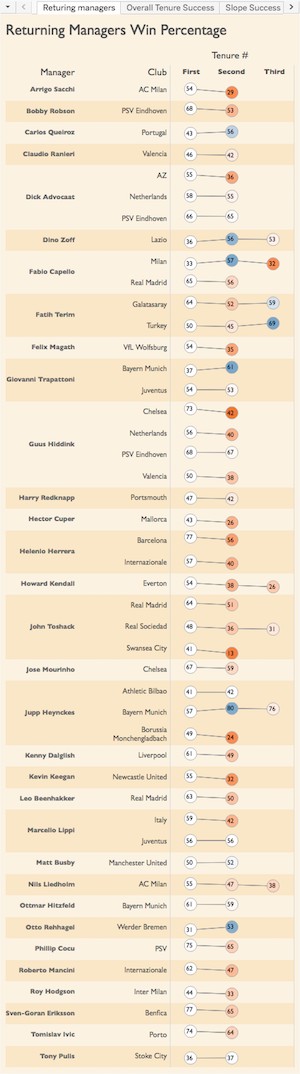 Returing managers Overall Tenure Success Slope Success
Returning Managers Win Percentage
Tenure #
Manager Club First Second Third
Arrigo Sacchi AC Milan 54 29
Bobby Robson PSV Eindhoven 68 53
Carlos Queiroz Portugal 43 56
Claudio Ranieri Valencia 46 42
AZ 55 36
Dick Advocaat Netherlands 58 55
PSV Eindhoven 66 65
Dino Zoff Lazio 36 56 53
Fabio Capello Milan 33 57 32
Real Madrid 65 56
Fatih Terim Galatasaray 64 52 59
Turkey 50 45 69
Felix Magath VfL Wolfsburg 54 35
Giovanni Trapattoni Bayern Munich 37 61
Juventus 54 53
Chelsea 73 42
Guus Hiddink Netherlands 56 40
PSV Eindhoven 68 67
Valencia 50 38
Harry Redknapp Portsmouth 47 42
Hector Cuper Mallorca 43 26
Helenio Herrera Barcelona 77 56
Internazionale 57 40
Howard Kendall Everton 54 38 26
Real Madrid 64 51
John Toshack Real Sociedad 48 36 31
Swansea City 41 13
Jose Mourinho Chelsea 67 59
Athletic Bilbao 41 42
Jupp Heynckes Bayern Munich 57 80 76
Borussia
Monchengladbach 49 24
Kenny Dalglish Liverpool 61 49
Kevin Keegan Newcastle United 55 32
Leo Beenhakker Real Madrid 63 50
Marcello Lippi Italy 59 42
Juventus 56 56
Matt Busby Manchester United 50 52
Nils Liedholm AC Milan 55 47 38
Ottmar Hitzfeld Bayern Munich 61 59
Otto Rehhagel Werder Bremen 31 53
Phillip Cocu PSV 75 65
Roberto Mancini Internazionale 62 47
Roy Hodgson Inter Milan 44 33
Sven-Goran Eriksson Benfica 77 65
Tomislav Ivic Porto 74 64
Tony Pulis Stoke City 36 37